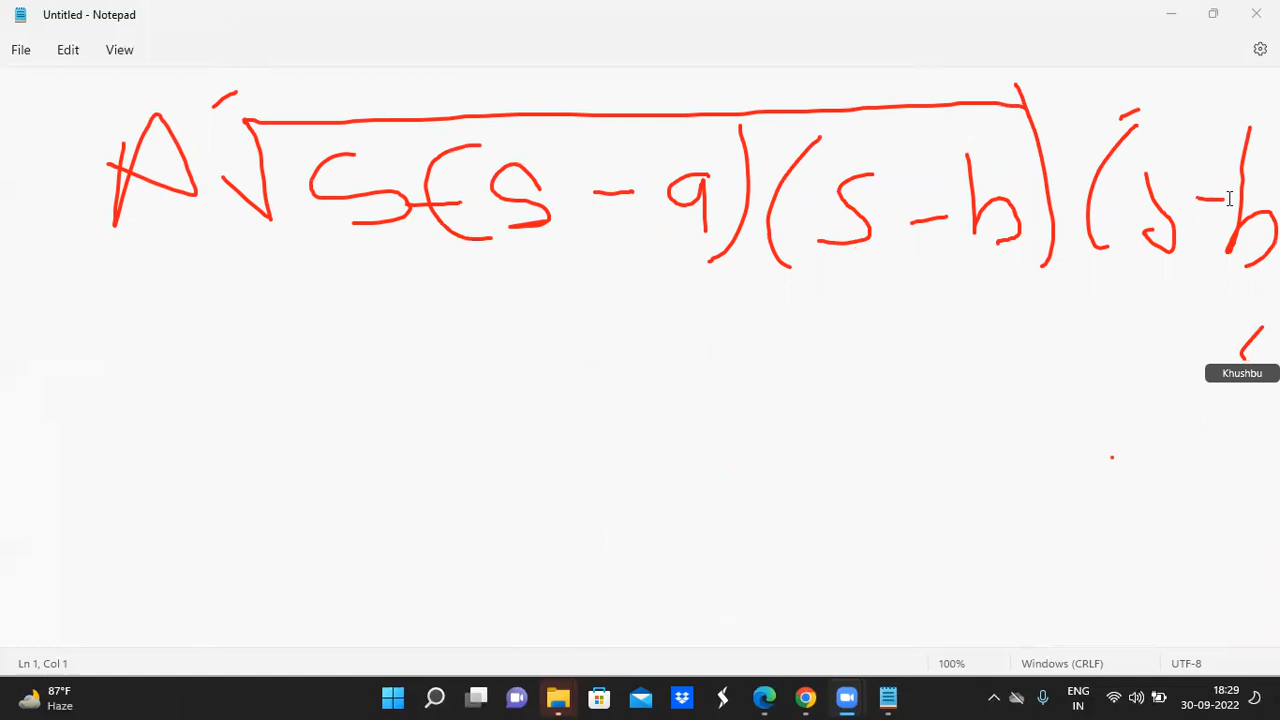 Untitled - Notepad
File Edit View
A √ S (S - a) (S - b) (S - b
Khushbu
Ln 1, Col 1 100% Windows (CRLF) UTF-8
87°F
Haze
ENG
IN
18:29
30-09-2022